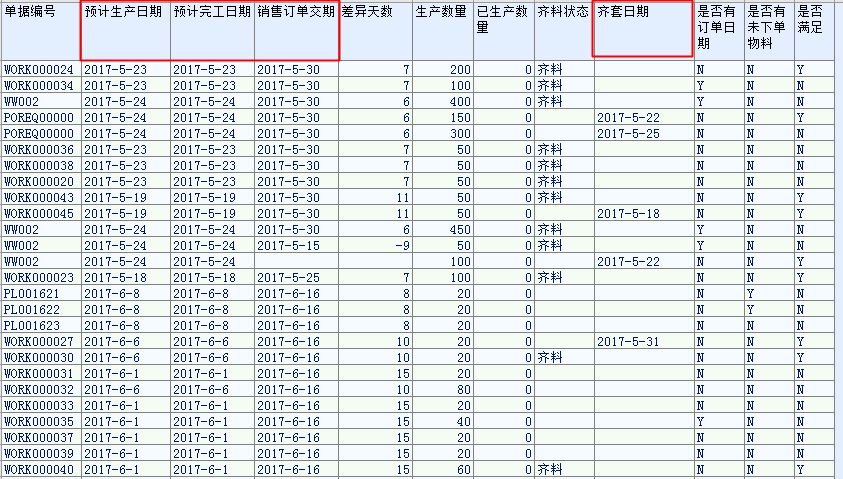 单据编号 预计生产日期 预计完工日期 销售订单交期 差异天数 生产数量 已生产数量 齐料状态 齐套日期 是否有订单日期 是否有未下单物料 是否满足
WORK000024 2017-5-23 2017-5-23 2017-5-30 7 200 0 齐料 N N Y
WORK000034 2017-5-23 2017-5-23 2017-5-30 7 100 0 齐料 Y N N
WW002 2017-5-24 2017-5-24 2017-5-30 6 400 0 齐料 Y N N
POREQ00000 2017-5-24 2017-5-24 2017-5-30 6 150 0 2017-5-22 N N Y
POREQ00000 2017-5-24 2017-5-24 2017-5-30 6 300 0 2017-5-25 N N N
WORK000036 2017-5-23 2017-5-23 2017-5-30 7 50 0 齐料 N N N
WORK000038 2017-5-23 2017-5-23 2017-5-30 7 50 0 齐料 N N N
WORK000020 2017-5-23 2017-5-23 2017-5-30 7 50 0 齐料 N N N
WORK000043 2017-5-19 2017-5-19 2017-5-30 11 50 0 齐料 N N Y
WORK000045 2017-5-19 2017-5-19 2017-5-30 11 50 0 2017-5-18 N N Y
WW002 2017-5-24 2017-5-24 2017-5-30 6 450 0 齐料 Y N N
WW002 2017-5-24 2017-5-24 2017-5-15 -9 50 0 齐料 Y N N
WW002 2017-5-24 2017-5-24 100 0 2017-5-22 N N Y
WORK000023 2017-5-18 2017-5-18 2017-5-25 7 100 0 齐料 N N Y
PL001621 2017-6-8 2017-6-8 2017-6-16 8 20 0 N Y N
PL001622 2017-6-8 2017-6-8 2017-6-16 8 20 0 N Y N
PL001623 2017-6-8 2017-6-8 2017-6-16 8 20 0 N N N
WORK000027 2017-6-6 2017-6-6 2017-6-16 10 20 0 2017-5-31 N N Y
WORK000030 2017-6-6 2017-6-6 2017-6-16 10 20 0 齐料 N N Y
WORK000031 2017-6-1 2017-6-1 2017-6-16 15 20 0 N N N
WORK000032 2017-6-6 2017-6-6 2017-6-16 10 80 0 N N N
WORK000033 2017-6-1 2017-6-1 2017-6-16 15 20 0 N N N
WORK000035 2017-6-1 2017-6-1 2017-6-16 15 40 0 Y N N
WORK000037 2017-6-1 2017-6-1 2017-6-16 15 20 0 N N N
WORK000039 2017-6-1 2017-6-1 2017-6-16 15 20 0 N N N
WORK000040 2017-6-1 2017-6-1 2017-6-16 15 60 0 齐料 N N Y